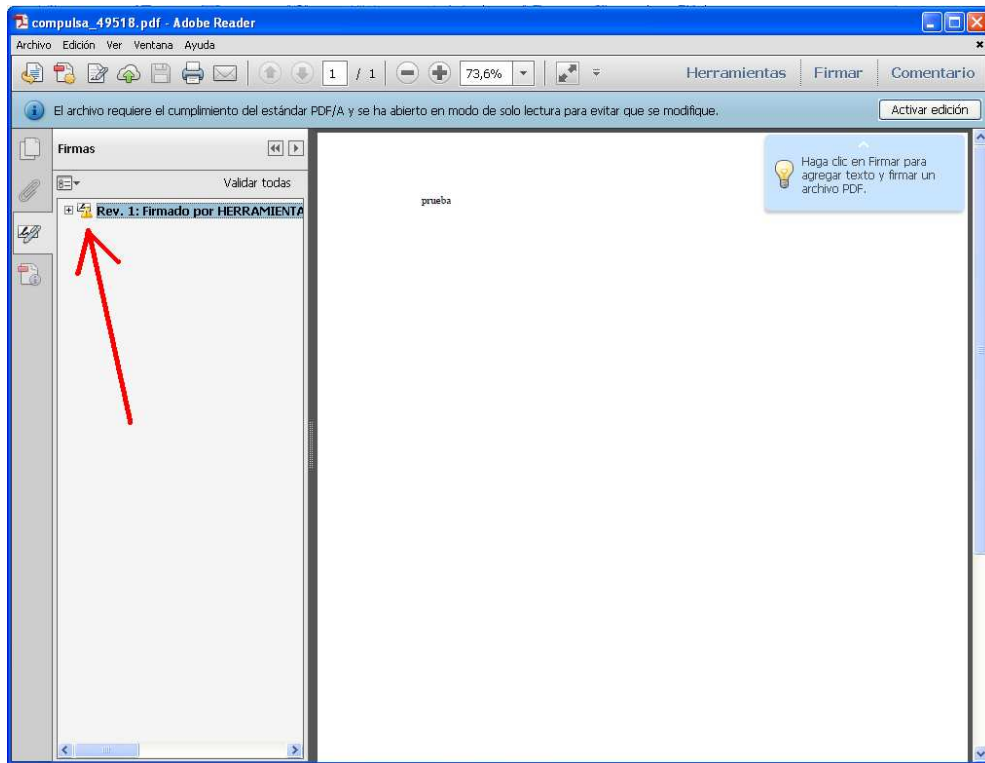 compulsa_49518.pdf - Adobe Reader
Archivo Edición Ver Ventana Ayuda
1 / 1 73,6% Herramientas Firmar Comentario
El archivo requiere el cumplimiento del estándar PDF/A y se ha abierto en modo de solo lectura para evitar que se modifique. Activar edición
Firmas
Validar todas
Rev. 1: Firmado por HERRAMIENTA
prueba
Haga clic en Firmar para
agregar texto y firmar un
archivo PDF.